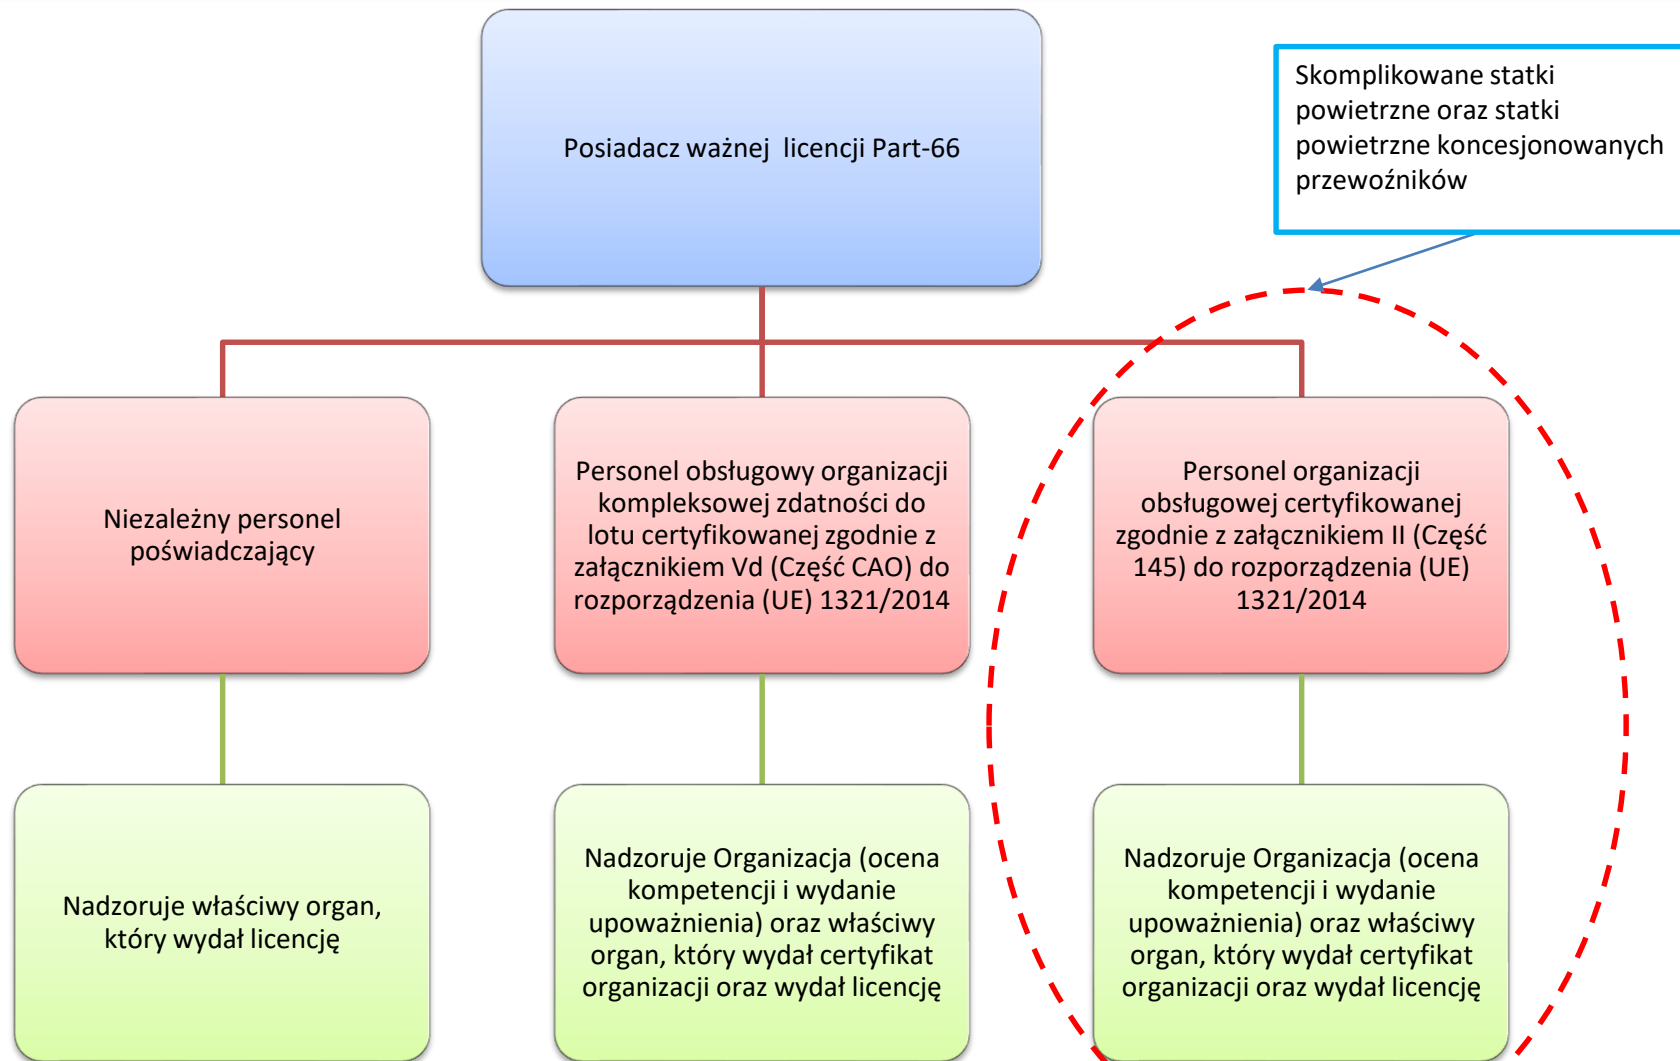 Posiadacz ważnej licencji Part-66
Skomplikowane statki
powietrzne oraz statki
powietrzne koncesjonowanych
przewoźników
Niezależny personel
poświadczający
Personel obsługowy organizacji
kompleksowej zdatności do
lotu certyfikowanej zgodnie z
załącznikiem Vd (Część CAO) do
rozporządzenia (UE) 1321/2014
Personel organizacji
obsługowej certyfikowanej
zgodnie z załącznikiem II (Część
145) do rozporządzenia (UE)
1321/2014
Nadzoruje właściwy organ,
który wydał licencję
Nadzoruje Organizacja (ocena
kompetencji i wydanie
upoważnienia) oraz właściwy
organ, który wydał certyfikat
organizacji oraz wydał licencję
Nadzoruje Organizacja (ocena
kompetencji i wydanie
upoważnienia) oraz właściwy
organ, który wydał certyfikat
organizacji oraz wydał licencję